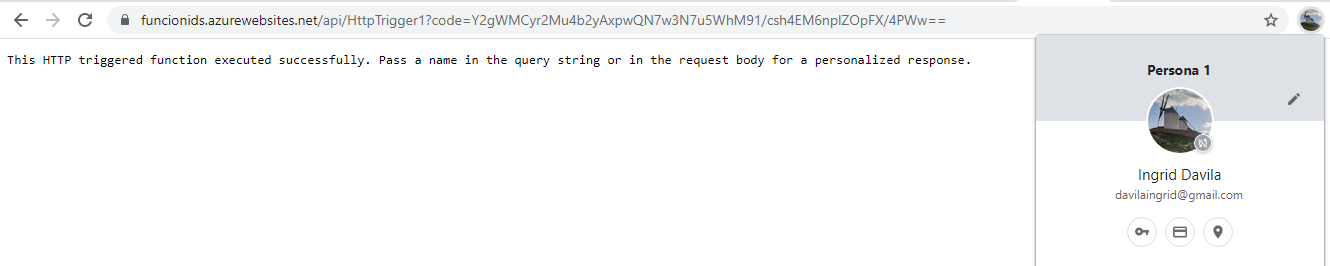 funcionids.azurewebsites.net/api/HttpTrigger1?code=Y2gWMCyr2Mu4b2yAxpwQN7w3N7u5WhM91/csh4EM6nplZOpFX/4PWw==
This HTTP triggered function executed successfully. Pass a name in the query string or in the request body for a personalized response.
Persona 1
Ingrid Davila
davilaingrid@gmail.com